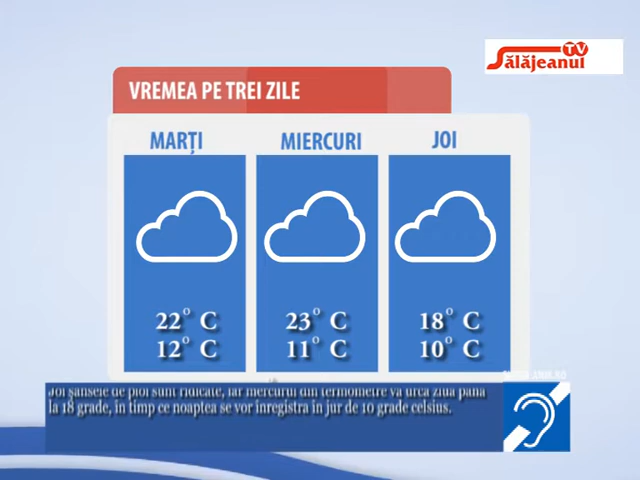 Sălăjeanul TV
VREMEA PE TREI ZILE
MARȚI MIERCURI JOI
22° C 23° C 18° C
12° C 11° C 10° C
Joi șansele de ploi sunt ridicate, iar mercurul din termometre va urca ziua până
la 18 grade, în timp ce noaptea se vor înregistra în jur de 10 grade celsius.